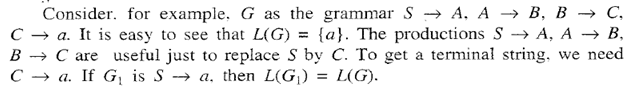 Consider. for example. G as the grammar S → A, A → B, B → C,
C → a. It is easy to see that L(G) = {a}. The productions S → A, A → B,
B → C are useful just to replace S by C. To get a terminal string, we need
C → a. If G₁ is S → a. then L(G₁) = L(G).